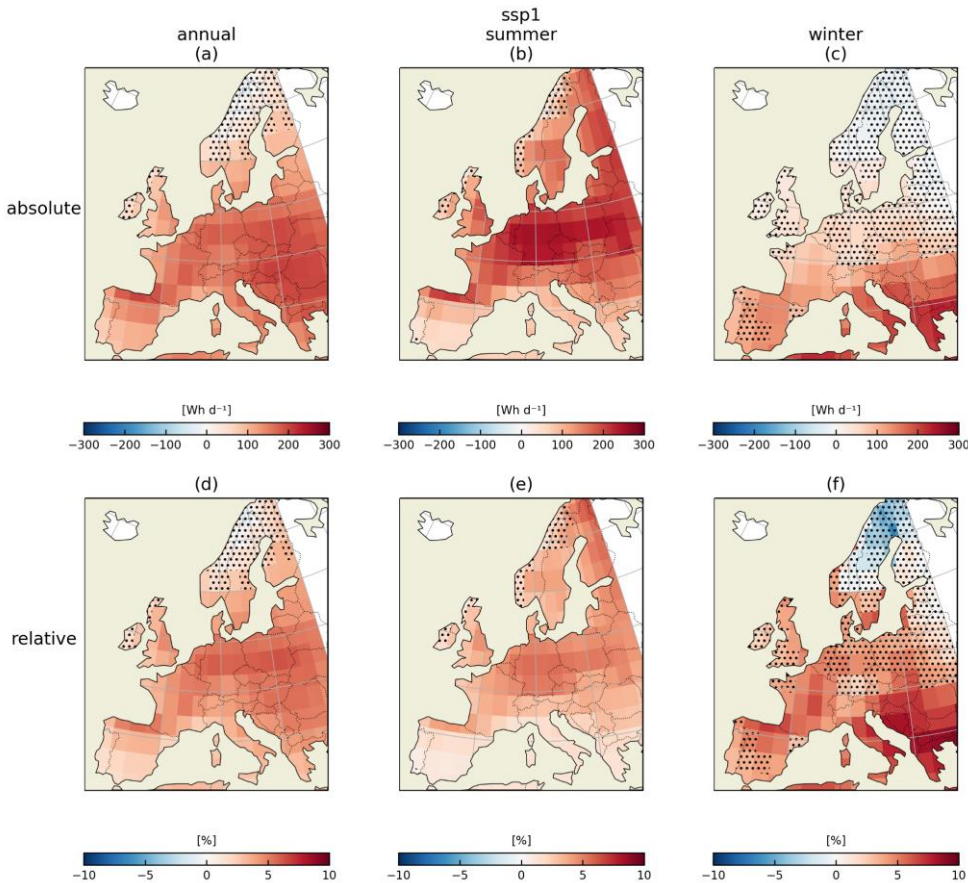 ssp1
annual summer winter
(a) (b) (c)
absolute
[Wh d⁻¹] [Wh d⁻¹] [Wh d⁻¹]
−300 −200 −100 0 100 200 300 −300 −200 −100 0 100 200 300 −300 −200 −100 0 100 200 300
(d) (e) (f)
relative
[%] [%] [%]
−10 −5 0 5 10 −10 −5 0 5 10 −10 −5 0 5 10